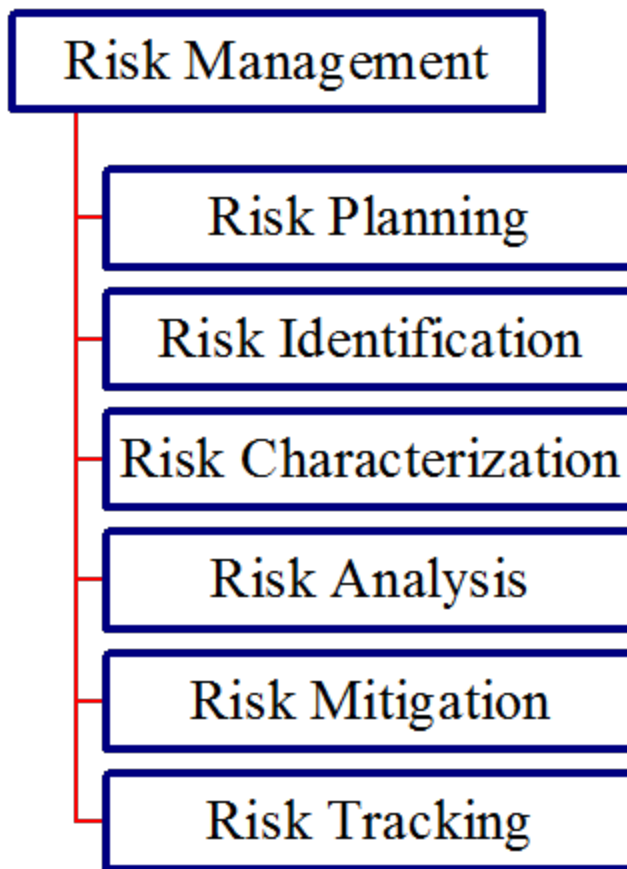 Risk Management
Risk Planning
Risk Identification
Risk Characterization
Risk Analysis
Risk Mitigation
Risk Tracking